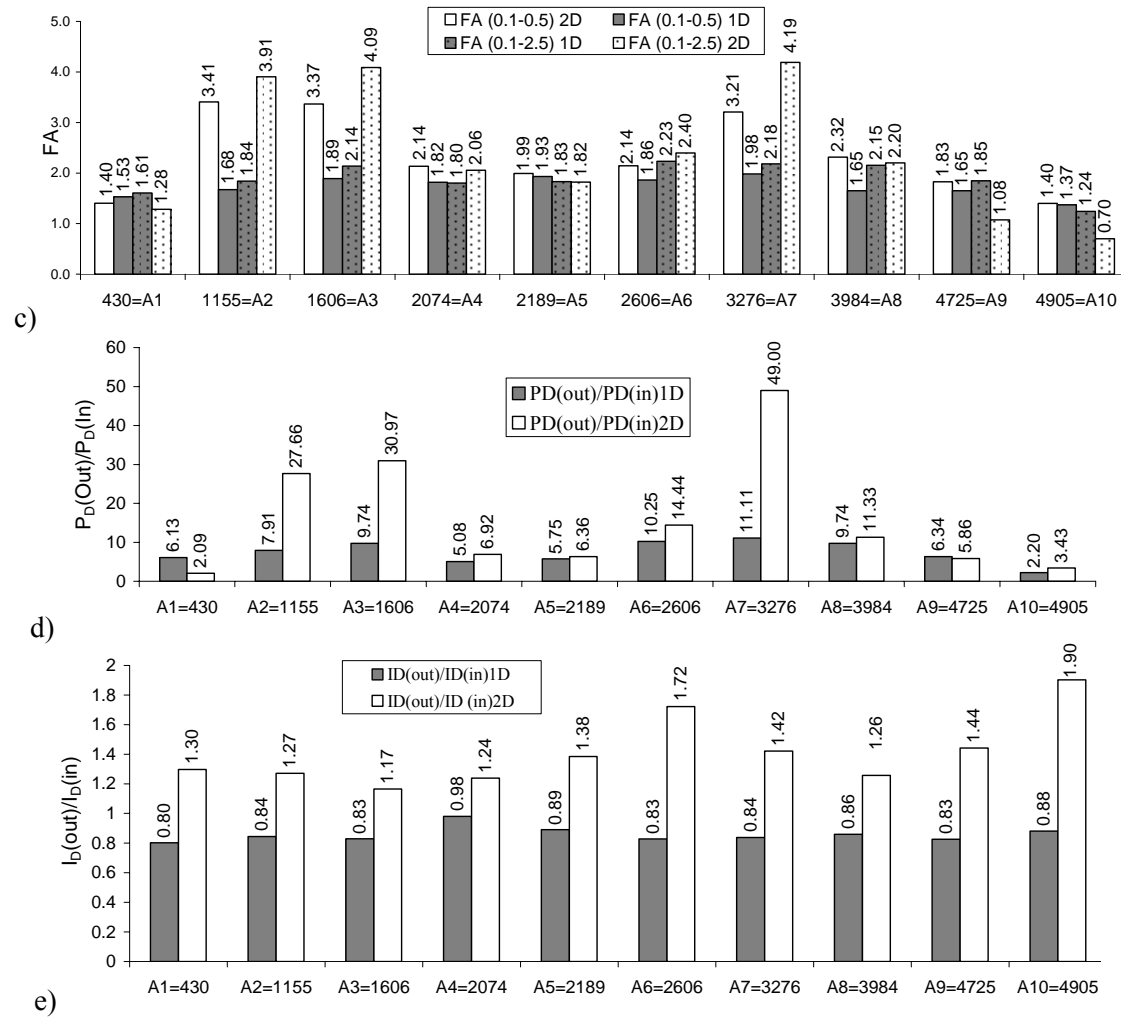 5.0
4.0
3.0
2.0
1.0
0.0
FA
FA (0.1-0.5) 2D
FA (0.1-0.5) 1D
FA (0.1-2.5) 1D
FA (0.1-2.5) 2D
1.40 1.53 1.61 1.28
3.41 1.68 1.84 3.91
3.37 1.89 2.14 4.09
2.14 1.82 1.80 2.06
1.99 1.93 1.83 1.82
2.14 1.86 2.23 2.40
3.21 1.98 2.18 4.19
2.32 1.65 2.15 2.20
1.83 1.65 1.85 1.08
1.40 1.37 1.24 0.70
430=A1 1155=A2 1606=A3 2074=A4 2189=A5 2606=A6 3276=A7 3984=A8 4725=A9 4905=A10
c)
60
50
40
30
20
10
0
P_D(Out)/P_D(In)
PD(out)/PD(in)1D
PD(out)/PD(in)2D
6.13 2.09
7.91 27.66
9.74 30.97
5.08 6.92
5.75 6.36
10.25 14.44
11.11 49.00
9.74 11.33
6.34 5.86
2.20 3.43
A1=430 A2=1155 A3=1606 A4=2074 A5=2189 A6=2606 A7=3276 A8=3984 A9=4725 A10=4905
d)
2
1.8
1.6
1.4
1.2
1
0.8
0.6
0.4
0.2
0
I_D(out)/I_D(in)
ID(out)/ID(in)1D
ID(out)/ID (in)2D
0.80 1.30
0.84 1.27
0.83 1.17
0.98 1.24
0.89 1.38
0.83 1.72
0.84 1.42
0.86 1.26
0.83 1.44
0.88 1.90
A1=430 A2=1155 A3=1606 A4=2074 A5=2189 A6=2606 A7=3276 A8=3984 A9=4725 A10=4905
e)